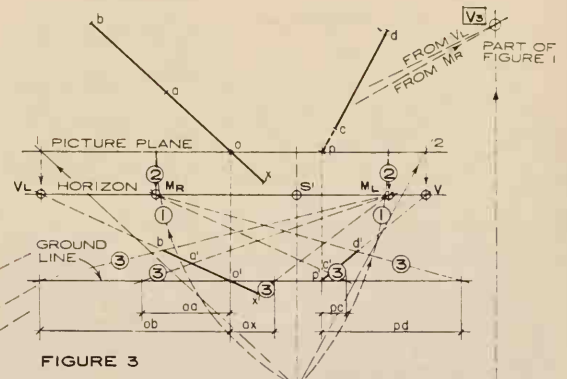 b
d
V3
FROM VL
FROM MR
PART OF
FIGURE 1
a
c
o
p
x
1
PICTURE PLANE
2
2
2
VL
HORIZON
MR
S'
ML
V
1
1
b
d'
GROUND
LINE
3
3
a'
o'
x'
3
p'
c'
3
3
oa
pc
ob
ox
pd
FIGURE 3